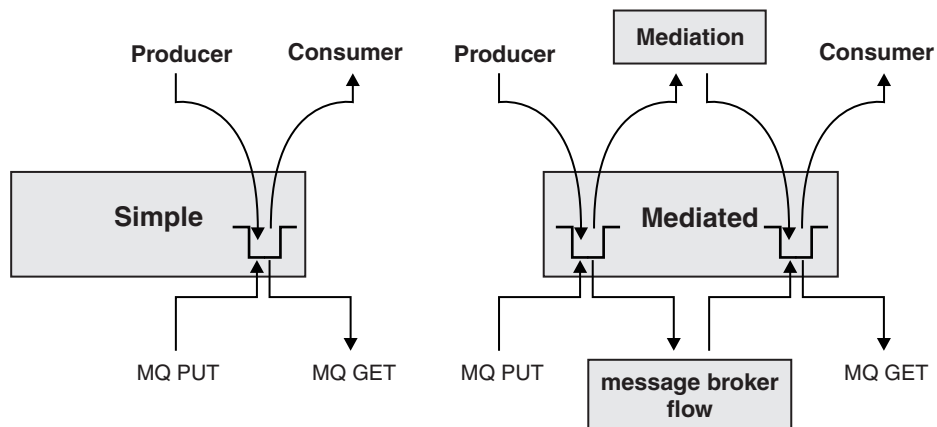 Producer
Consumer
Producer
Mediation
Consumer
Simple
Mediated
MQ PUT
MQ GET
MQ PUT
message broker
flow
MQ GET